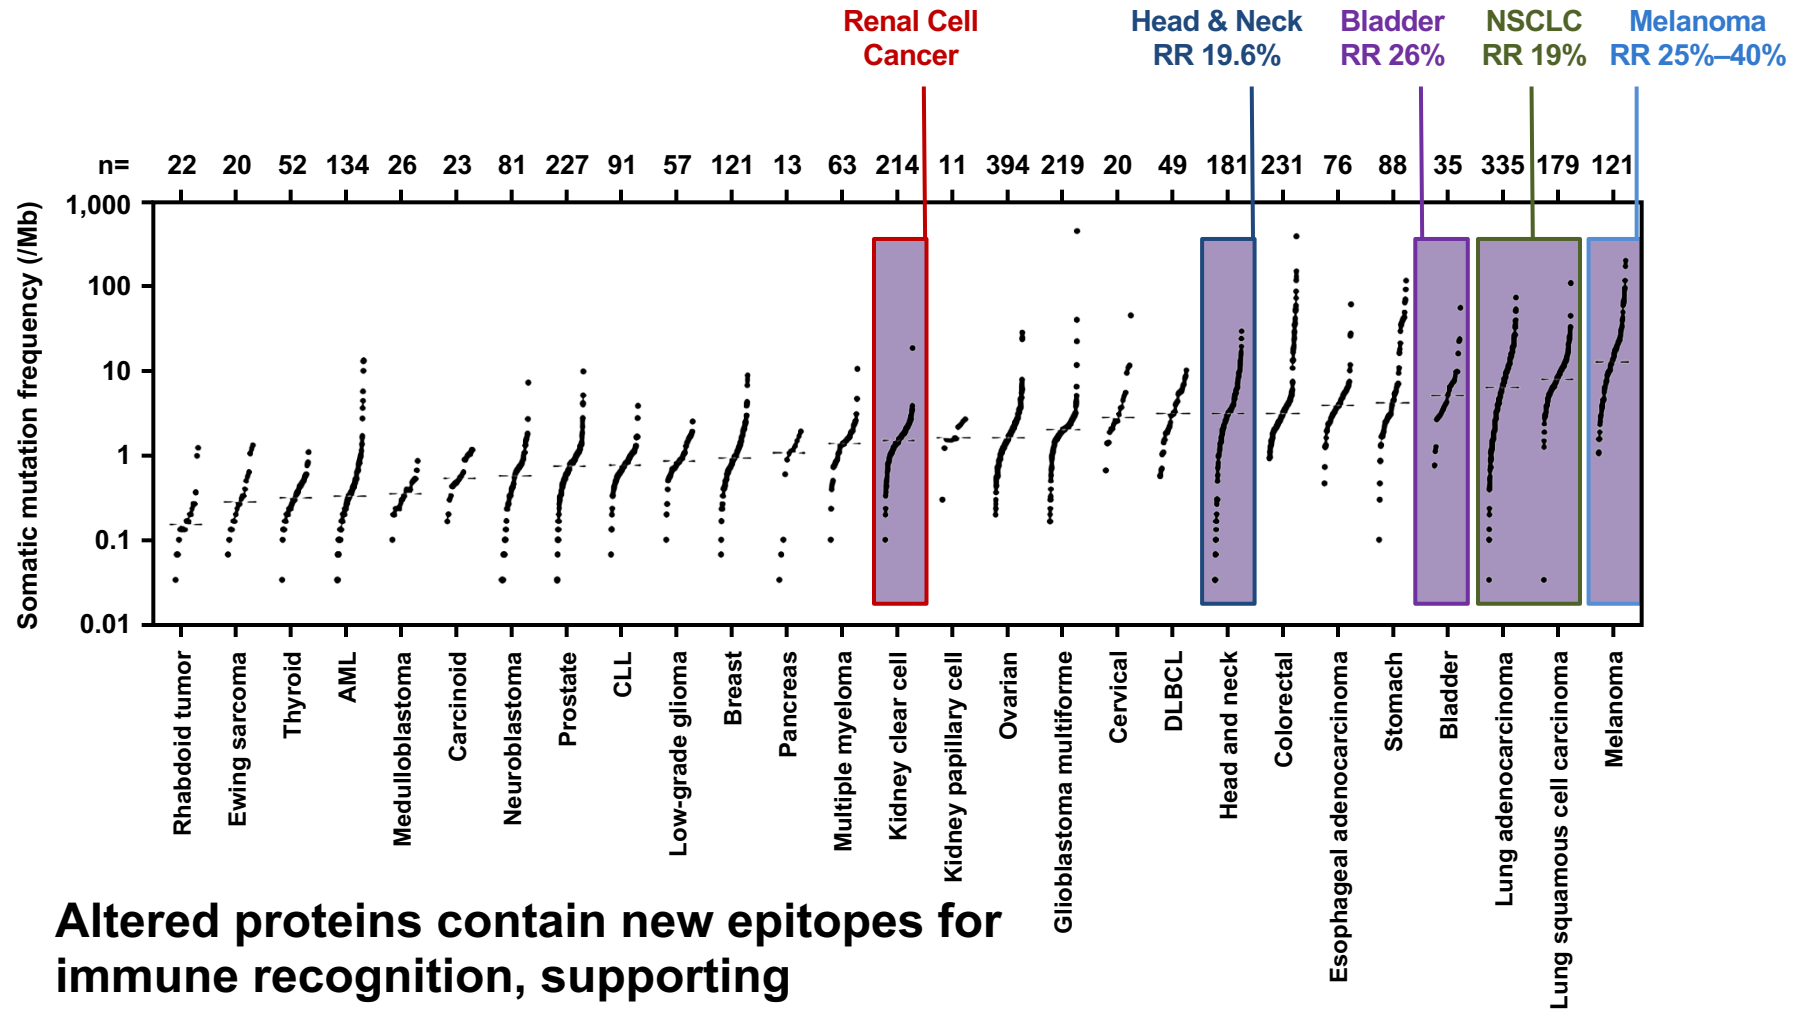 Renal Cell
Cancer
Head & Neck
RR 19.6%
Bladder
RR 26%
NSCLC
RR 19%
Melanoma
RR 25%–40%
n= 22 20 52 134 26 23 81 227 91 57 121 13 63 214 11 394 219 20 49 181 231 76 88 35 335 179 121
Somatic mutation frequency (/Mb)
1,000
100
10
1
0.1
0.01
Rhabdoid tumor
Ewing sarcoma
Thyroid
AML
Medulloblastoma
Carcinoid
Neuroblastoma
Prostate
CLL
Low-grade glioma
Breast
Pancreas
Multiple myeloma
Kidney clear cell
Kidney papillary cell
Ovarian
Glioblastoma multiforme
Cervical
DLBCL
Head and neck
Colorectal
Esophageal adenocarcinoma
Stomach
Bladder
Lung adenocarcinoma
Lung squamous cell carcinoma
Melanoma
Altered proteins contain new epitopes for
immune recognition, supporting